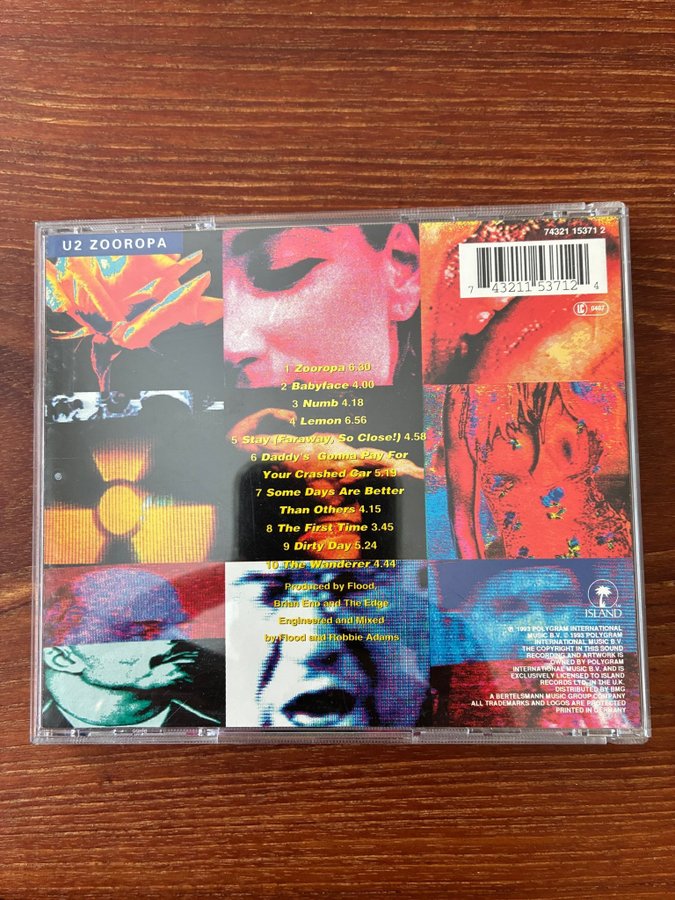 U2 ZOOROPA
74321 15371 2
7 43211 53712 4
LC 0407
1 Zooropa 6.30
2 Babyface 4.00
3 Numb 4.18
4 Lemon 6.56
5 Stay (Faraway, So Close!) 4.58
6 Daddy's Gonna Pay For
Your Crashed Car 5.19
7 Some Days Are Better
Than Others 4.15
8 The First Time 3.45
9 Dirty Day 5.24
10 The Wanderer 4.44
Produced by Flood,
Brian Eno and The Edge
Engineered and Mixed
by Flood and Robbie Adams
ISLAND
℗ 1993 POLYGRAM INTERNATIONAL
MUSIC B.V. © 1993 POLYGRAM
INTERNATIONAL MUSIC B.V.
THE COPYRIGHT IN THIS SOUND
RECORDING AND ARTWORK IS
OWNED BY POLYGRAM
INTERNATIONAL MUSIC B.V. AND IS
EXCLUSIVELY LICENSED TO ISLAND
RECORDS LTD. IN THE U.K.
DISTRIBUTED BY BMG
A BERTELSMANN MUSIC GROUP COMPANY
ALL TRADEMARKS AND LOGOS ARE PROTECTED
PRINTED IN GERMANY